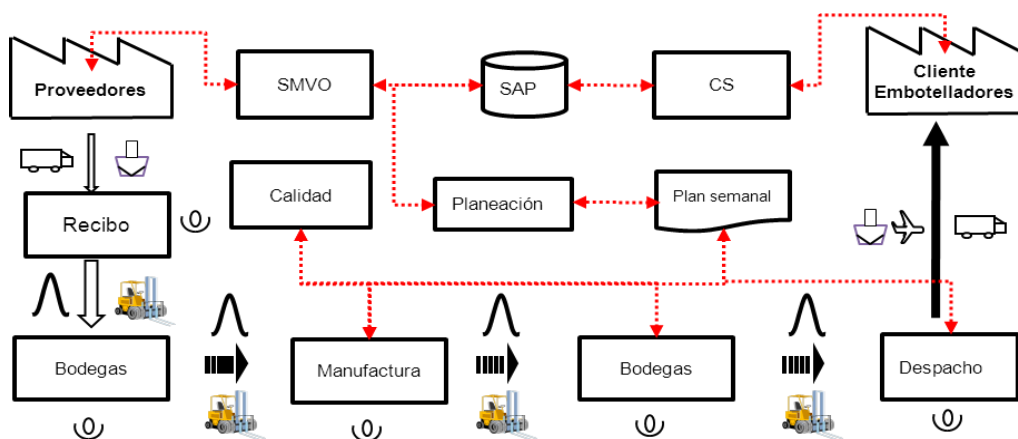 Proveedores
SMVO
SAP
CS
Cliente
Embotelladores
Recibo
Calidad
Planeación
Plan semanal
Bodegas
Manufactura
Bodegas
Despacho